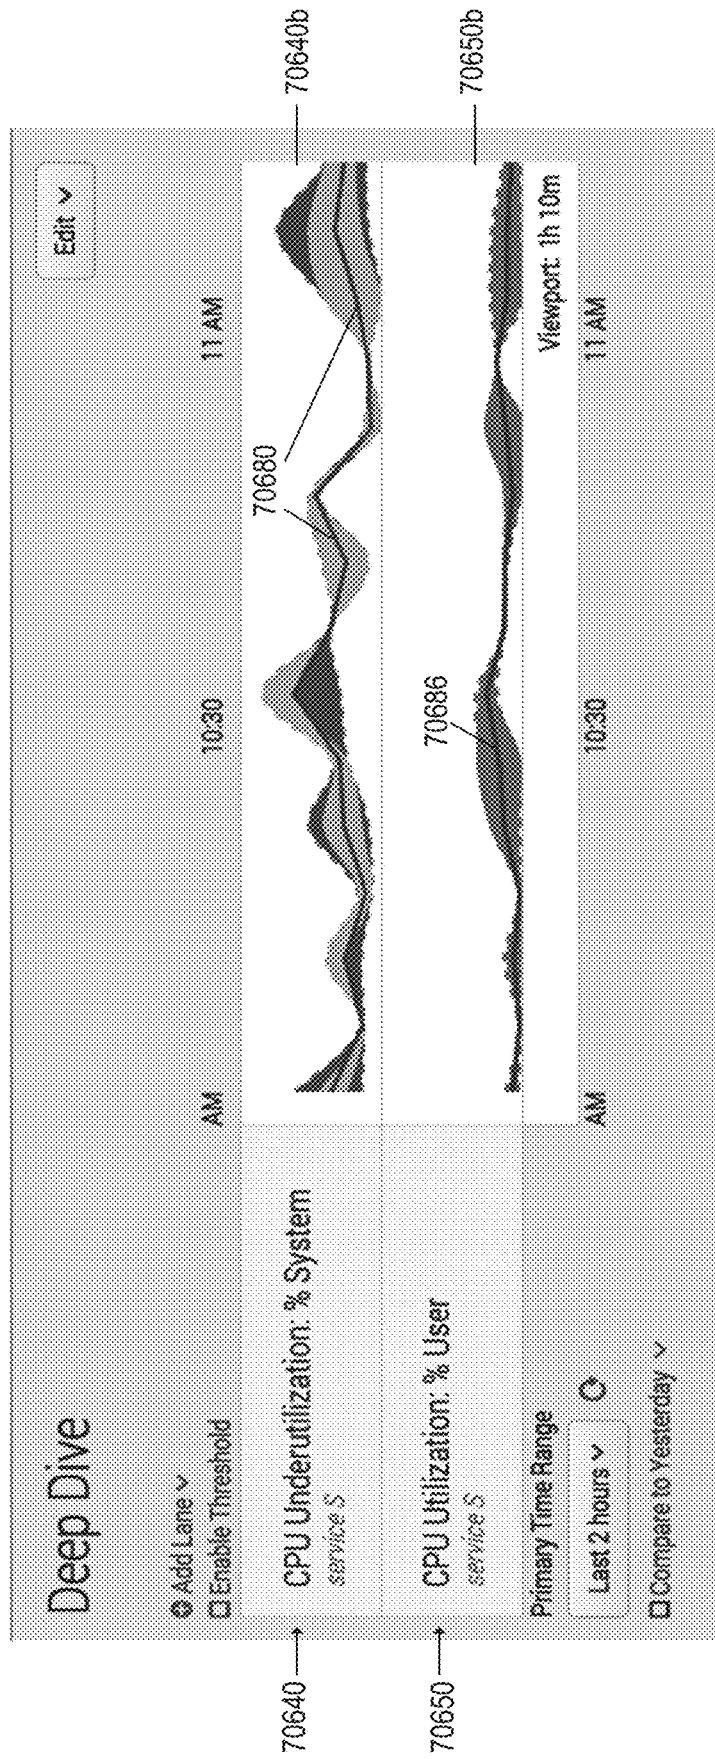 Deep Dive
Edit
Add Lane
Enable Threshold
AM
10:30
11 AM
70640
CPU Underutilization: % System
service S
70680
70640b
70650
CPU Utilization: % User
service S
70686
70650b
Primary Time Range
Viewport: 1h 10m
Last 2 hours
AM
10:30
11 AM
Compare to Yesterday